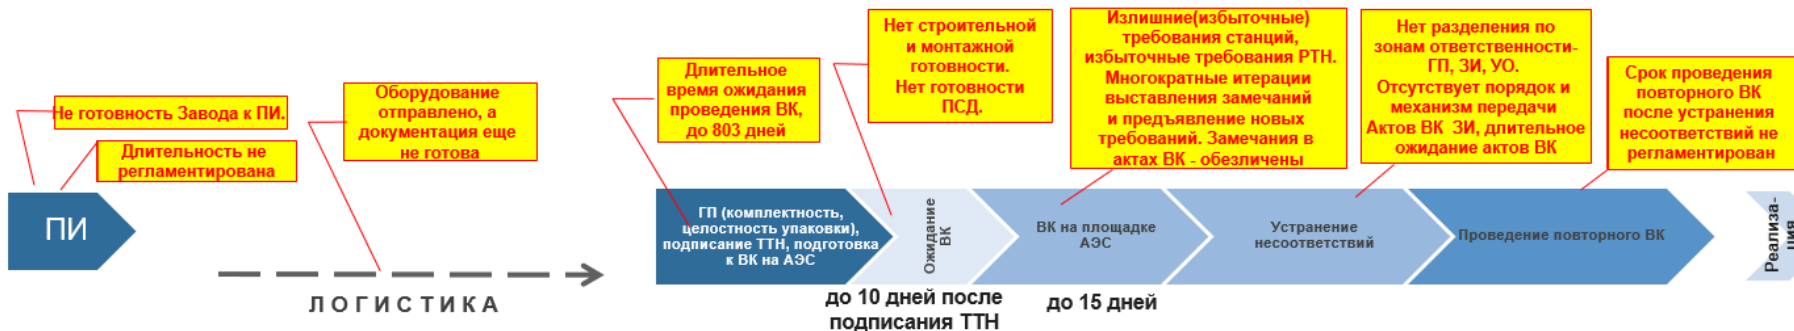 Не готовность Завода к ПИ.
Длительность не
регламентирована
Оборудование
отправлено, а
документация еще
не готова
Длительное
время ожидания
проведения ВК,
до 803 дней
Нет строительной
и монтажной
готовности.
Нет готовности
ПСД.
Излишние(избыточные)
требования станций,
избыточные требования РТН.
Многократные итерации
выставления замечаний
и предъявление новых
требований. Замечания в
актах ВК - обезличены
Нет разделения по
зонам ответственности-
ГП, ЗИ, УО.
Отсутствует порядок и
механизм передачи
Актов ВК  ЗИ, длительное
ожидание актов ВК
Срок проведения
повторного ВК
после устранения
несоответствий не
регламентирован
ПИ
ЛОГИСТИКА
ГП (комплектность,
целостность упаковки),
подписание ТТН, подготовка
к ВК на АЭС
Ожидание
ВК
ВК на площадке
АЭС
Устранение
несоответствий
Проведение повторного ВК
Реализа-
ция
до 10 дней после
подписания ТТН
до 15 дней